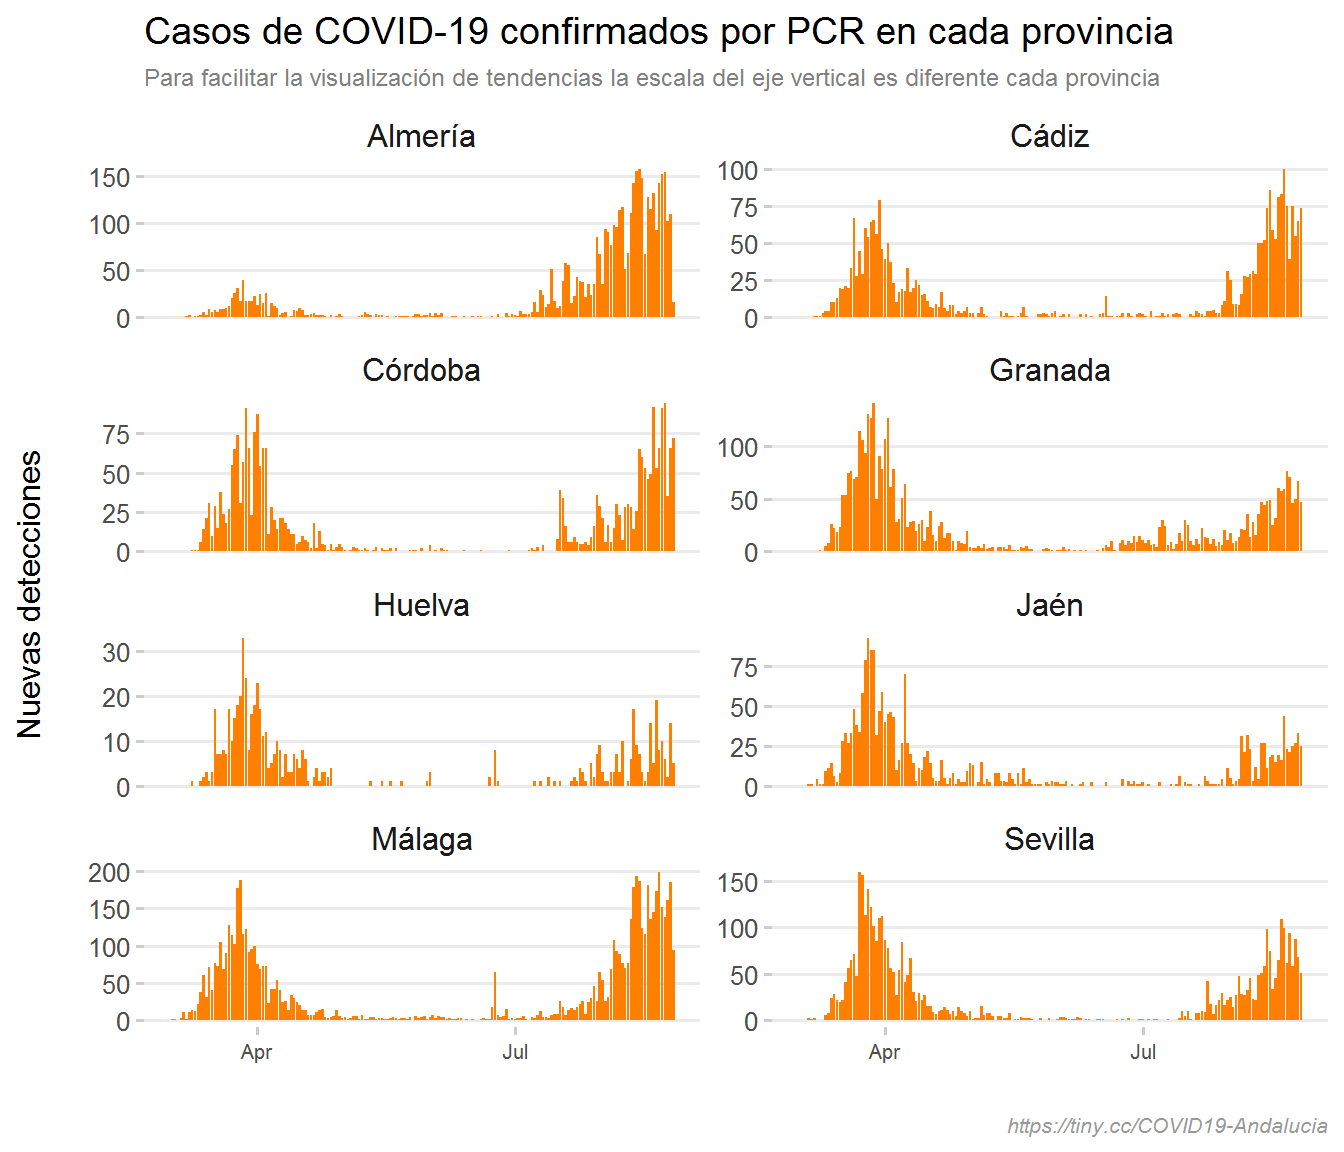 Casos de COVID-19 confirmados por PCR en cada provincia
Para facilitar la visualización de tendencias la escala del eje vertical es diferente cada provincia
Nuevas detecciones
Almería
150
100
50
0
Cádiz
100
75
50
25
0
Córdoba
75
50
25
0
Granada
100
50
0
Huelva
30
20
10
0
Jaén
75
50
25
0
Málaga
200
150
100
50
0
Sevilla
150
100
50
0
Apr
Jul
Apr
Jul
https://tiny.cc/COVID19-Andalucia